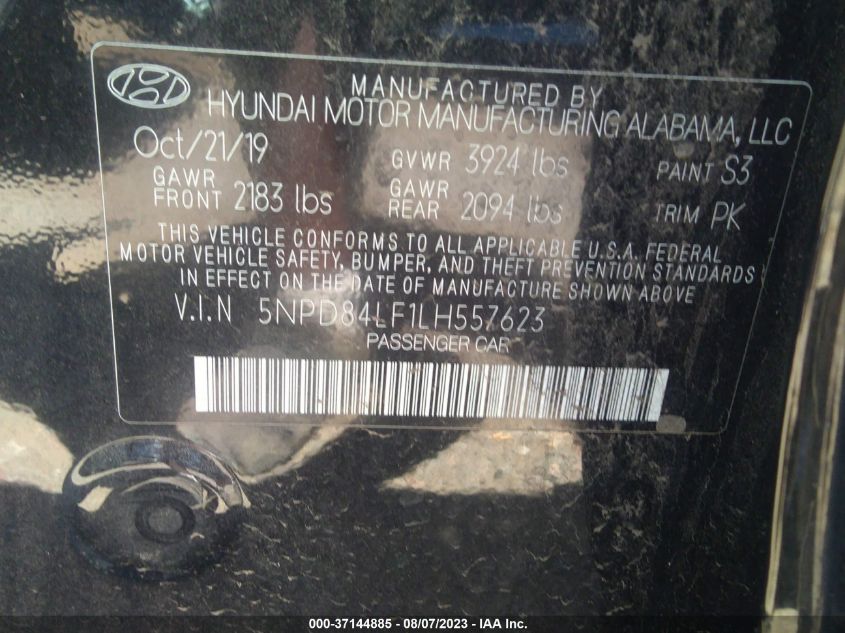 MANUFACTURED BY
HYUNDAI MOTOR MANUFACTURING ALABAMA, LLC
Oct/21/19 GVWR 3924 lbs PAINT S3
GAWR FRONT 2183 lbs GAWR REAR 2094 lbs TRIM PK
THIS VEHICLE CONFORMS TO ALL APPLICABLE U.S.A. FEDERAL
MOTOR VEHICLE SAFETY, BUMPER, AND THEFT PREVENTION STANDARDS
IN EFFECT ON THE DATE OF MANUFACTURE SHOWN ABOVE
V.I.N 5NPD84LF1LH557623
PASSENGER CAR
000-37144885 - 08/07/2023 - IAA Inc.